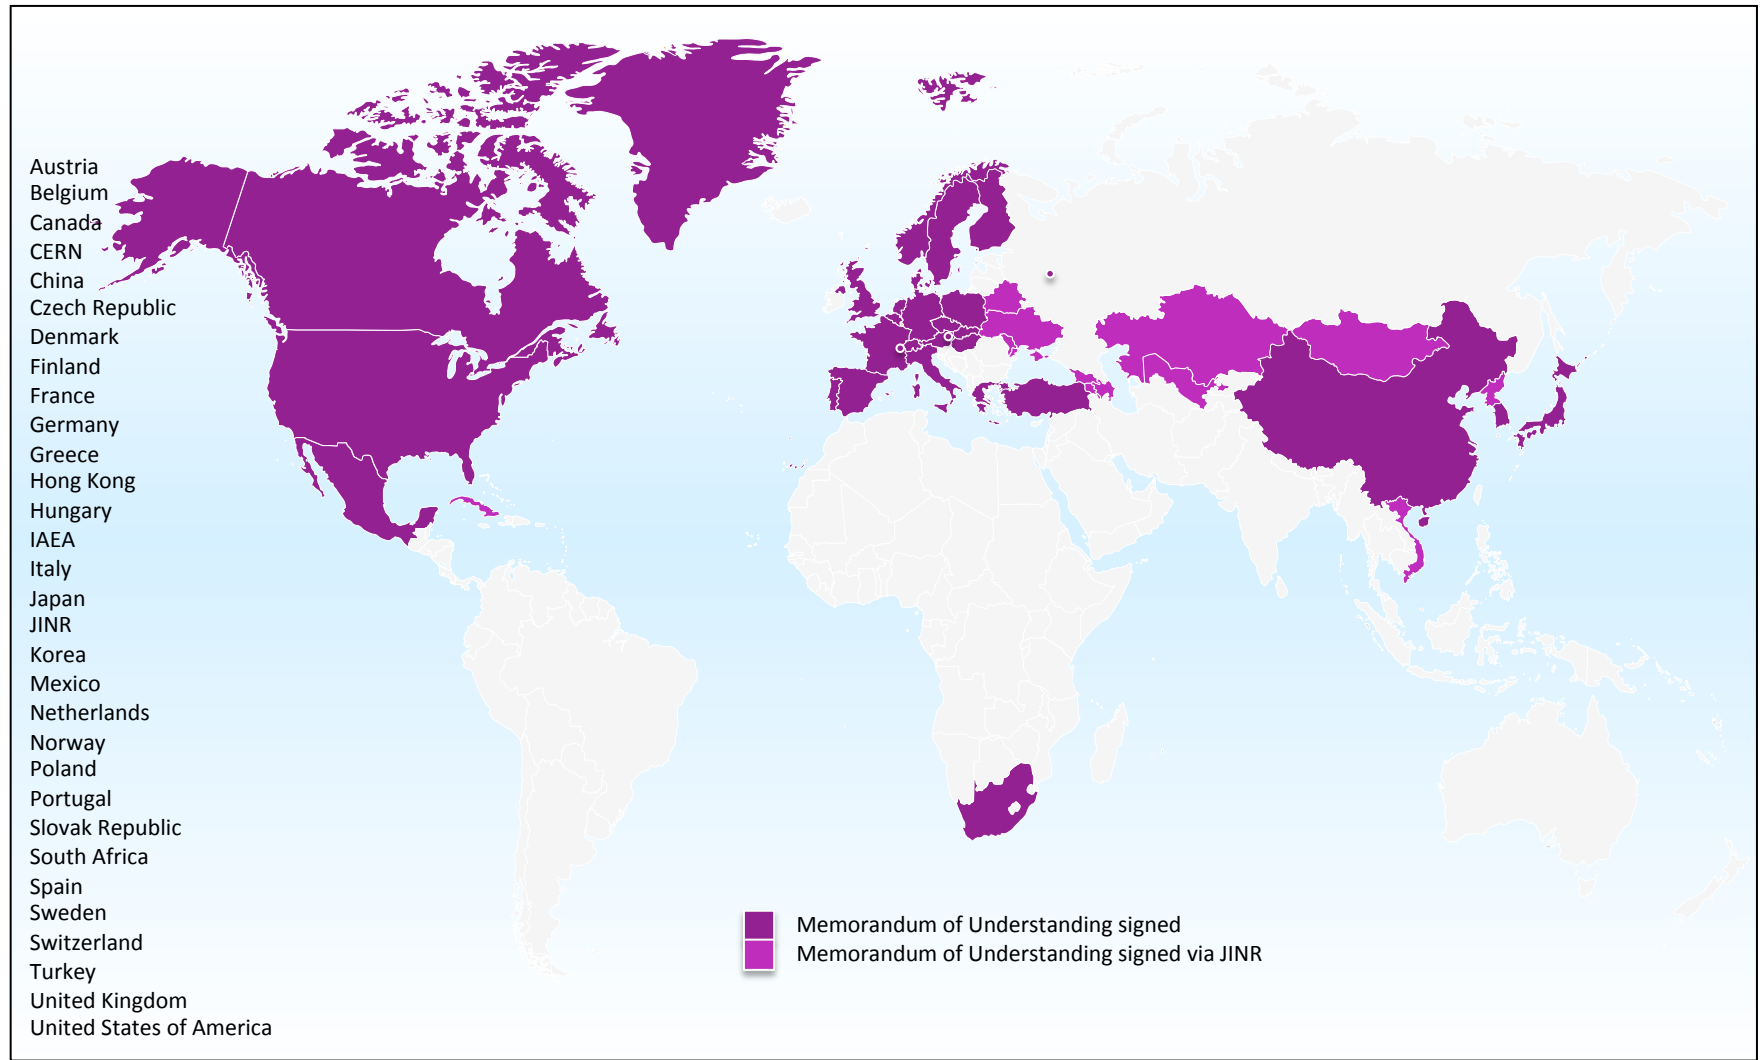 Austria
Belgium
Canada
CERN
China
Czech Republic
Denmark
Finland
France
Germany
Greece
Hong Kong
Hungary
IAEA
Italy
Japan
JINR
Korea
Mexico
Netherlands
Norway
Poland
Portugal
Slovak Republic
South Africa
Spain
Sweden
Switzerland
Turkey
United Kingdom
United States of America
Memorandum of Understanding signed
Memorandum of Understanding signed via JINR